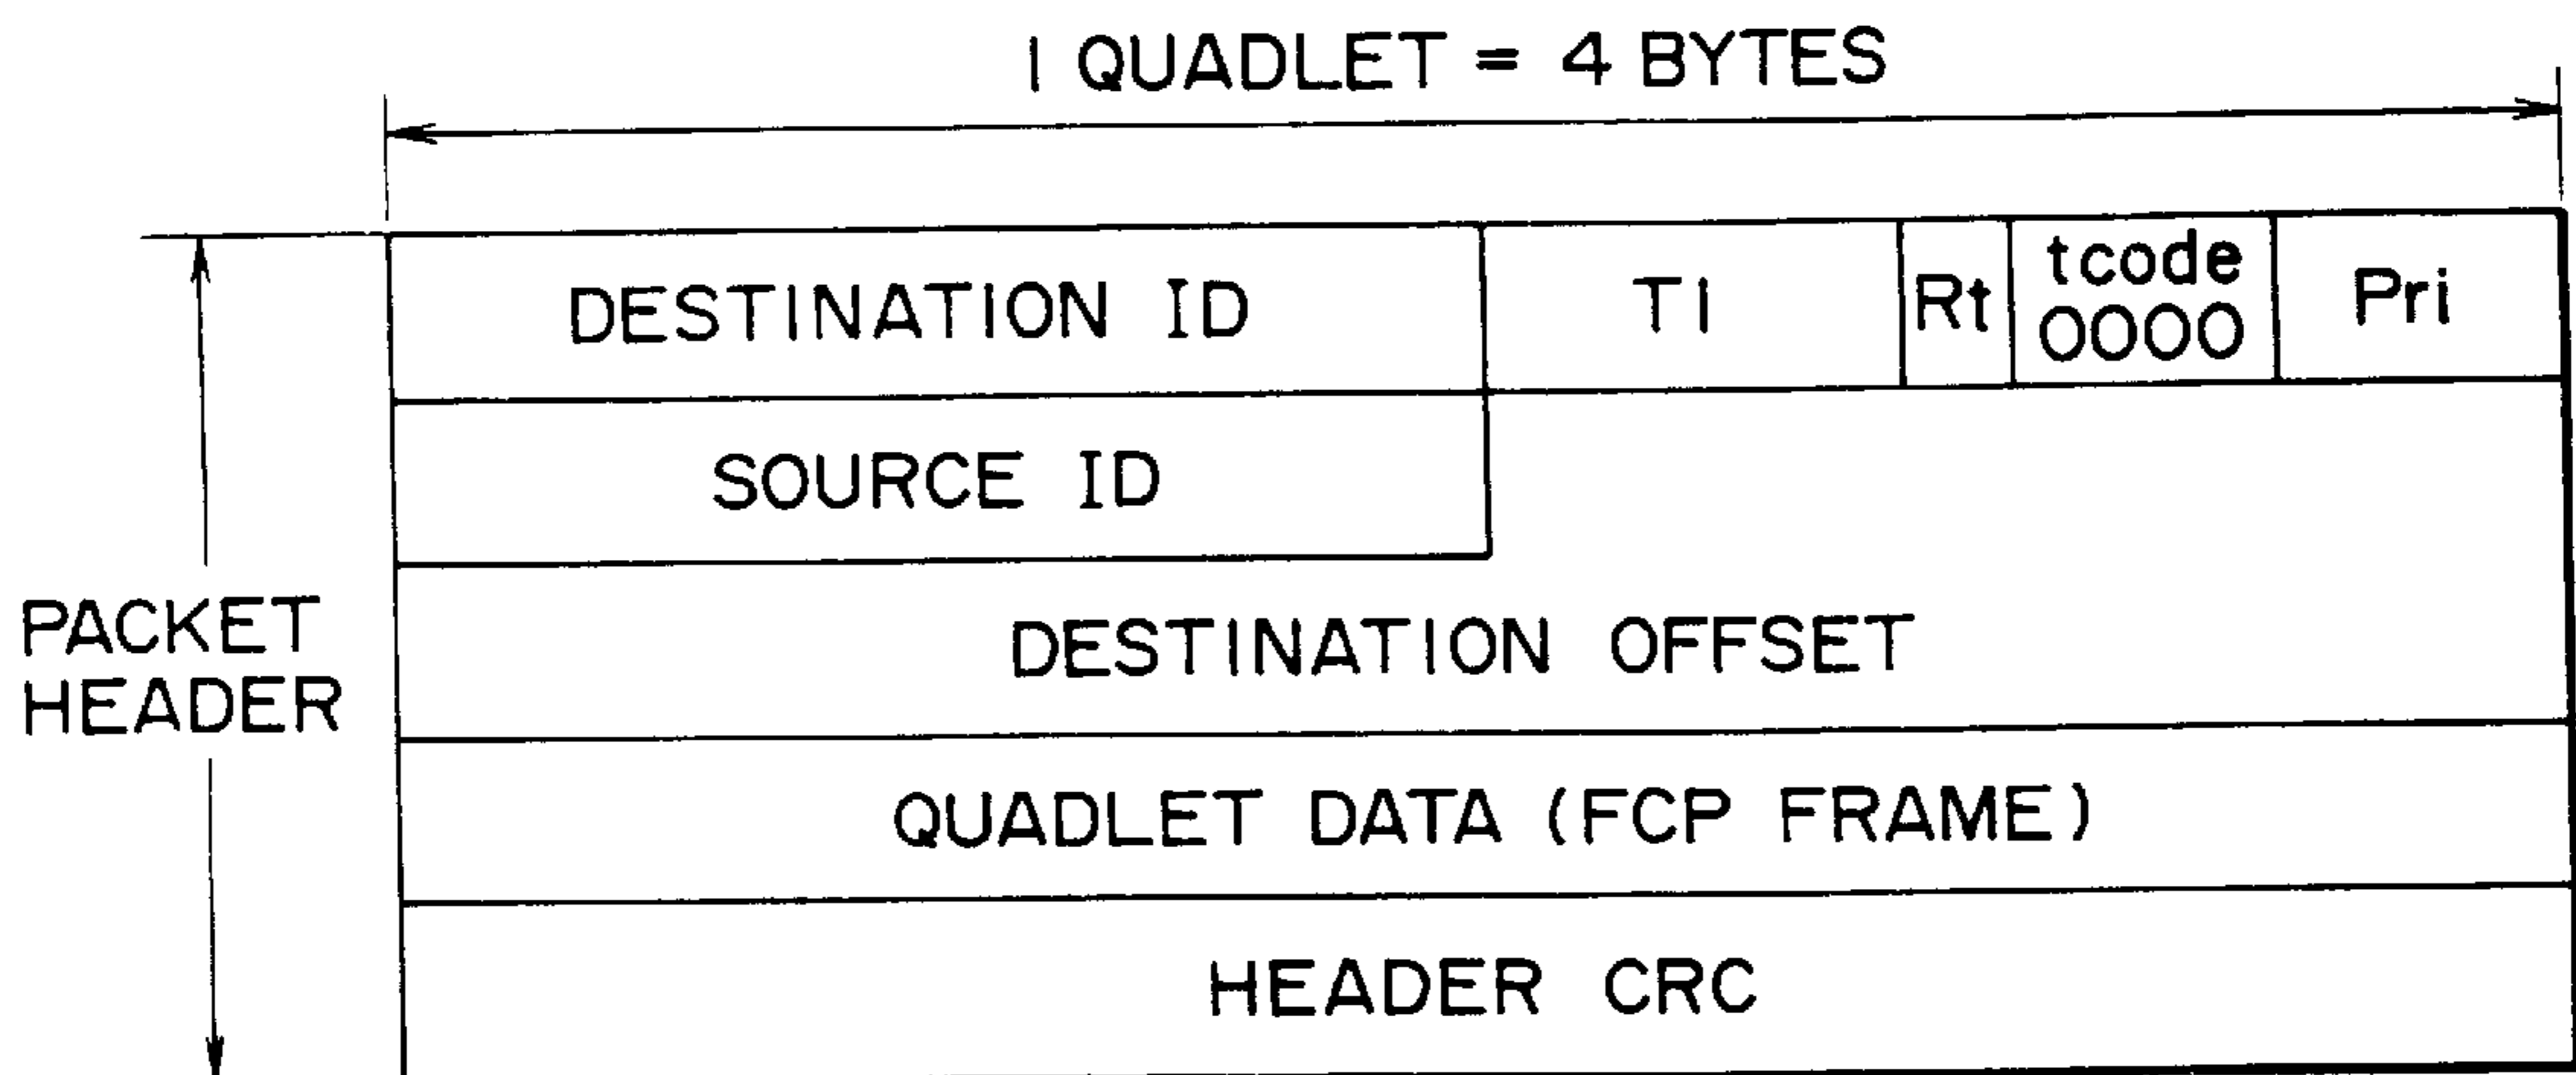 1 QUADLET = 4 BYTES
DESTINATION ID
T1
Rt
tcode
0000
Pri
SOURCE ID
DESTINATION OFFSET
PACKET
HEADER
QUADLET DATA (FCP FRAME)
HEADER CRC